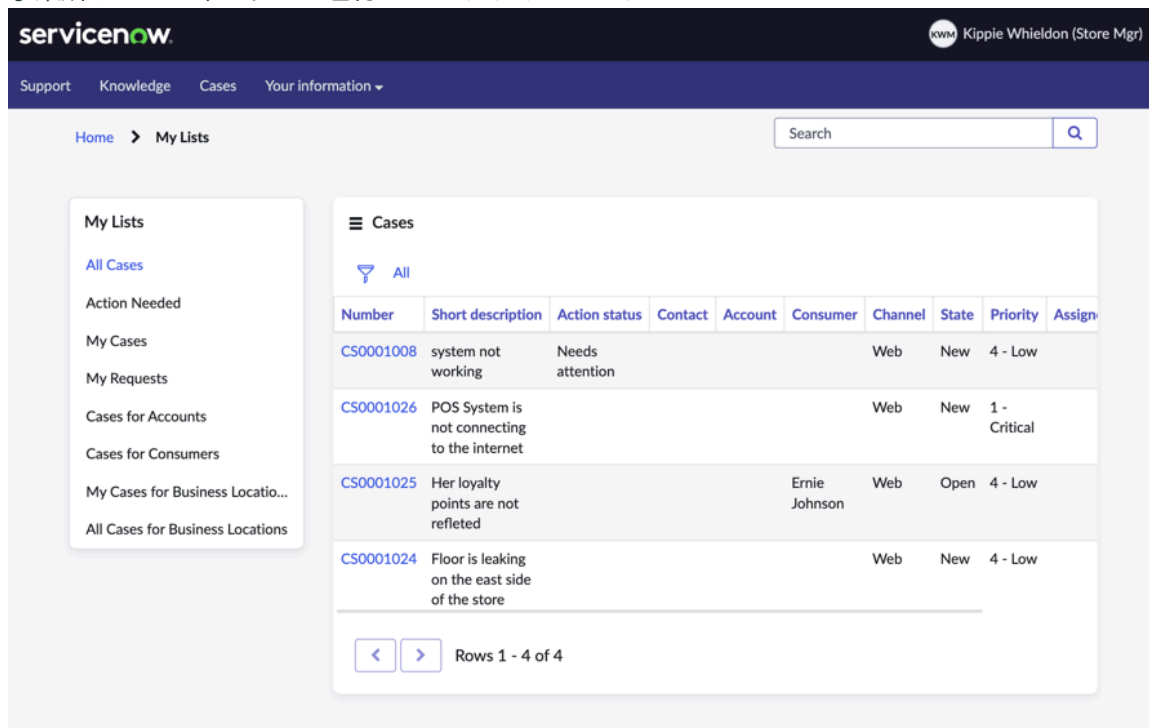 servicenow.
KWM Kippie Whieldon (Store Mgr)
Support Knowledge Cases Your information
Home > My Lists
Search
My Lists
All Cases
Action Needed
My Cases
My Requests
Cases for Accounts
Cases for Consumers
My Cases for Business Locatio...
All Cases for Business Locations
Cases
All
Number Short description Action status Contact Account Consumer Channel State Priority Assign
CS0001008 system not Needs Web New 4 - Low
working attention
CS0001026 POS System is Web New 1 -
not connecting Critical
to the internet
CS0001025 Her loyalty Ernie Web Open 4 - Low
points are not Johnson
refleted
CS0001024 Floor is leaking Web New 4 - Low
on the east side
of the store
< > Rows 1 - 4 of 4